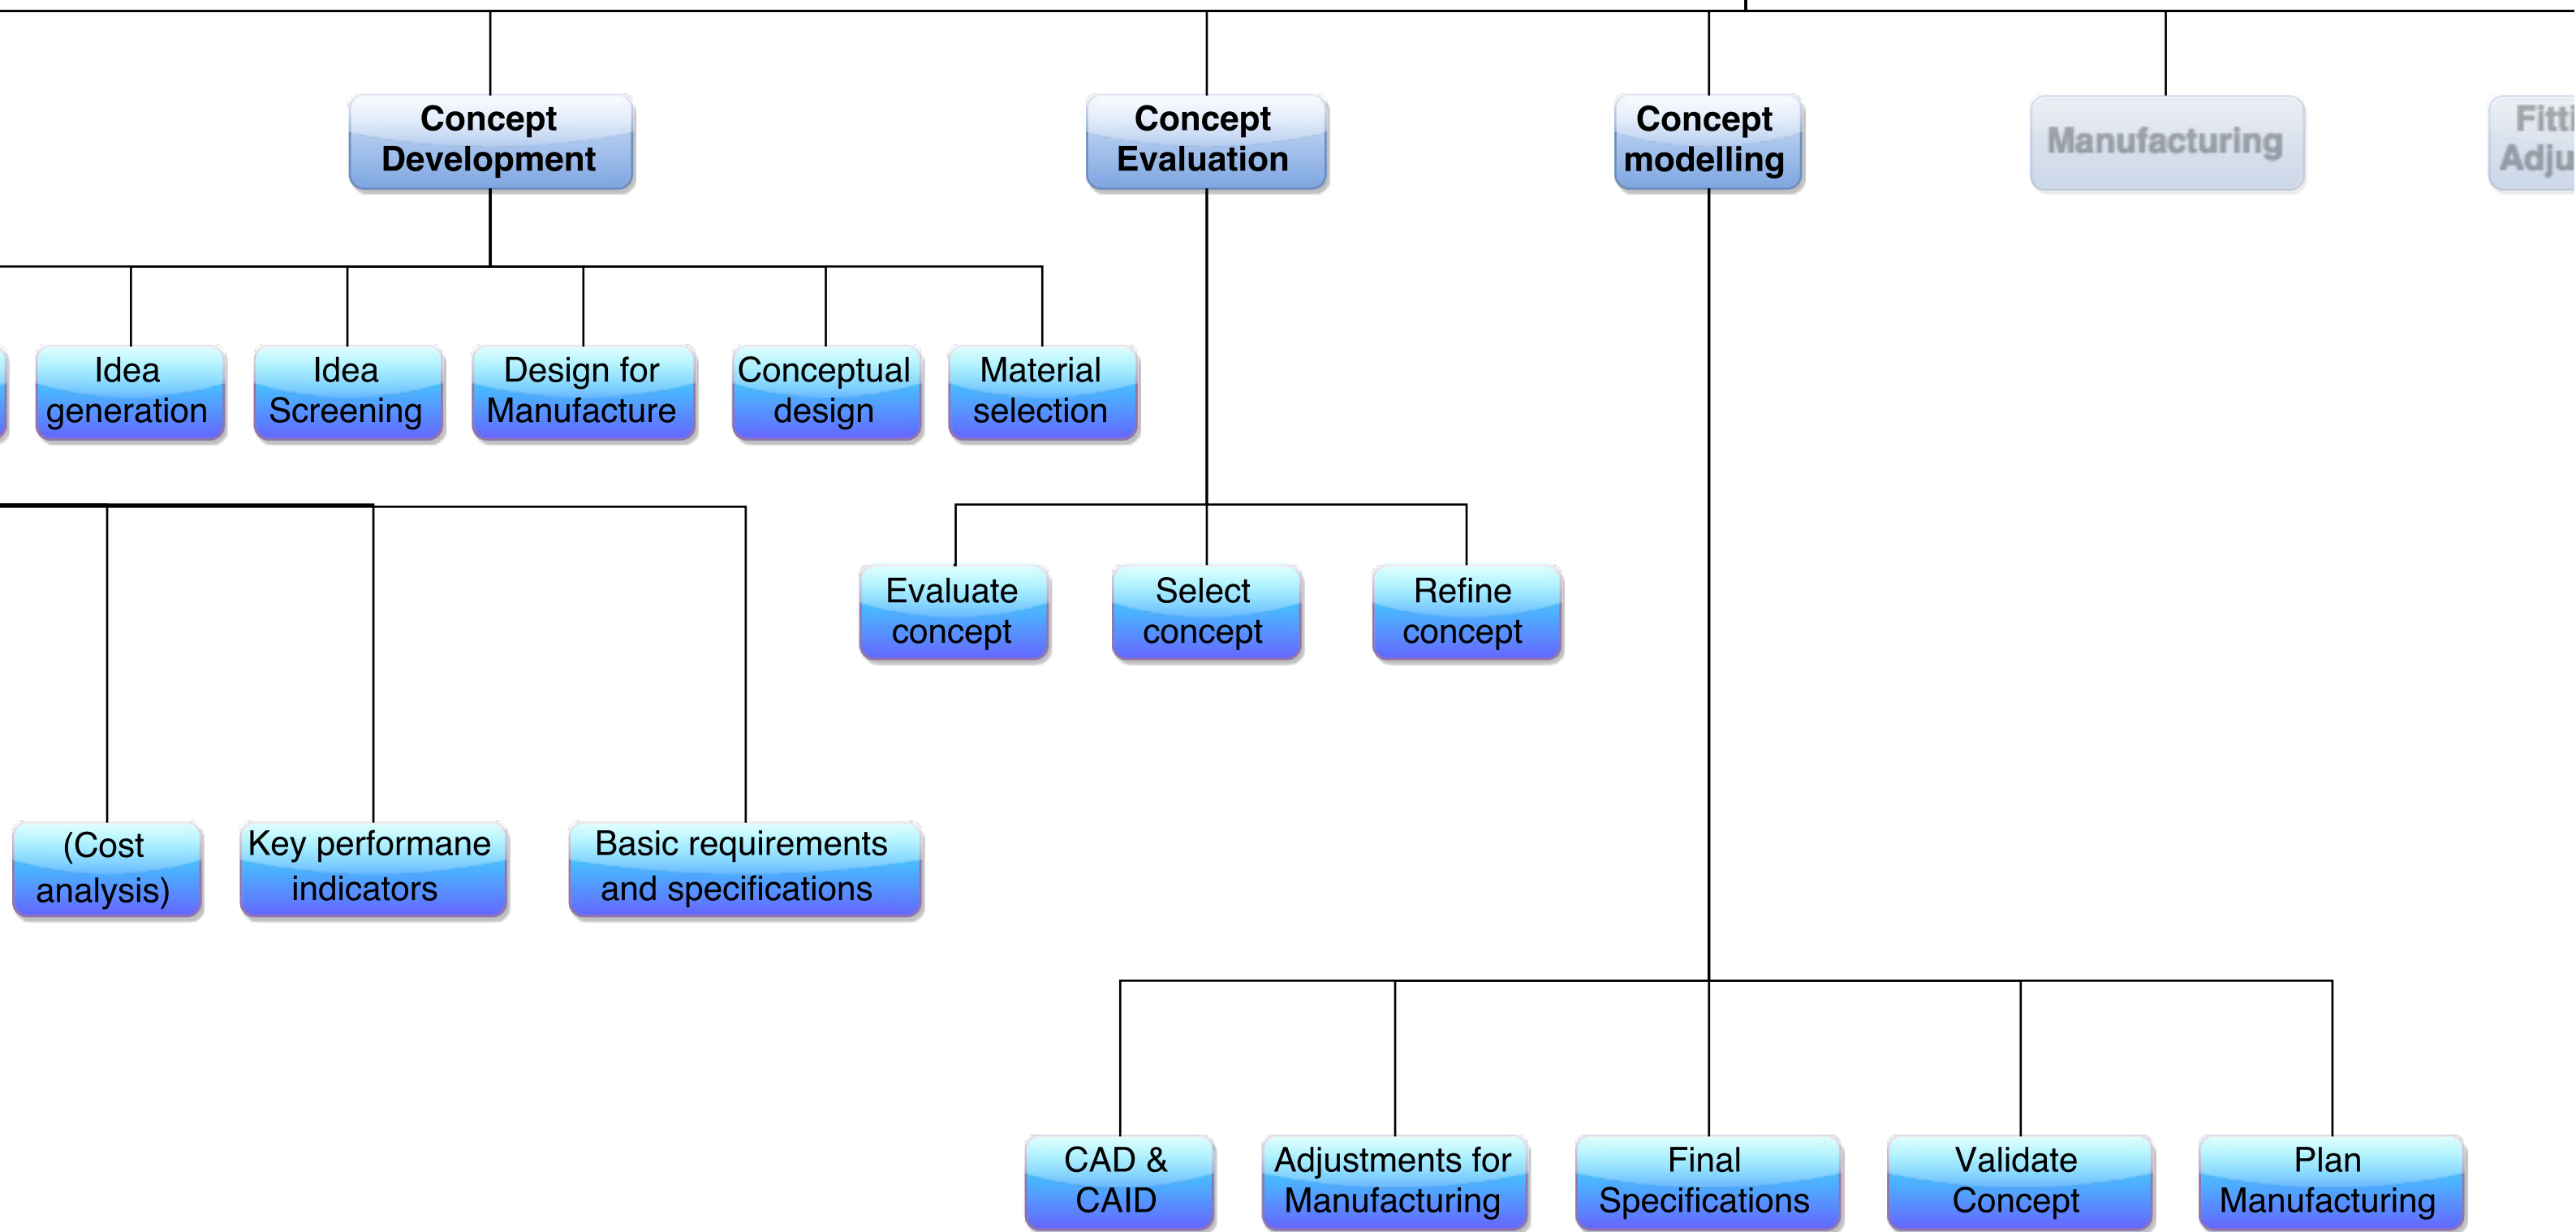 Concept
Development
Concept
Evaluation
Concept
modelling
Manufacturing
Idea
generation
Idea
Screening
Design for
Manufacture
Conceptual
design
Material
selection
Evaluate
concept
Select
concept
Refine
concept
(Cost
analysis)
Key performane
indicators
Basic requirements
and specifications
CAD &
CAID
Adjustments for
Manufacturing
Final
Specifications
Validate
Concept
Plan
Manufacturing